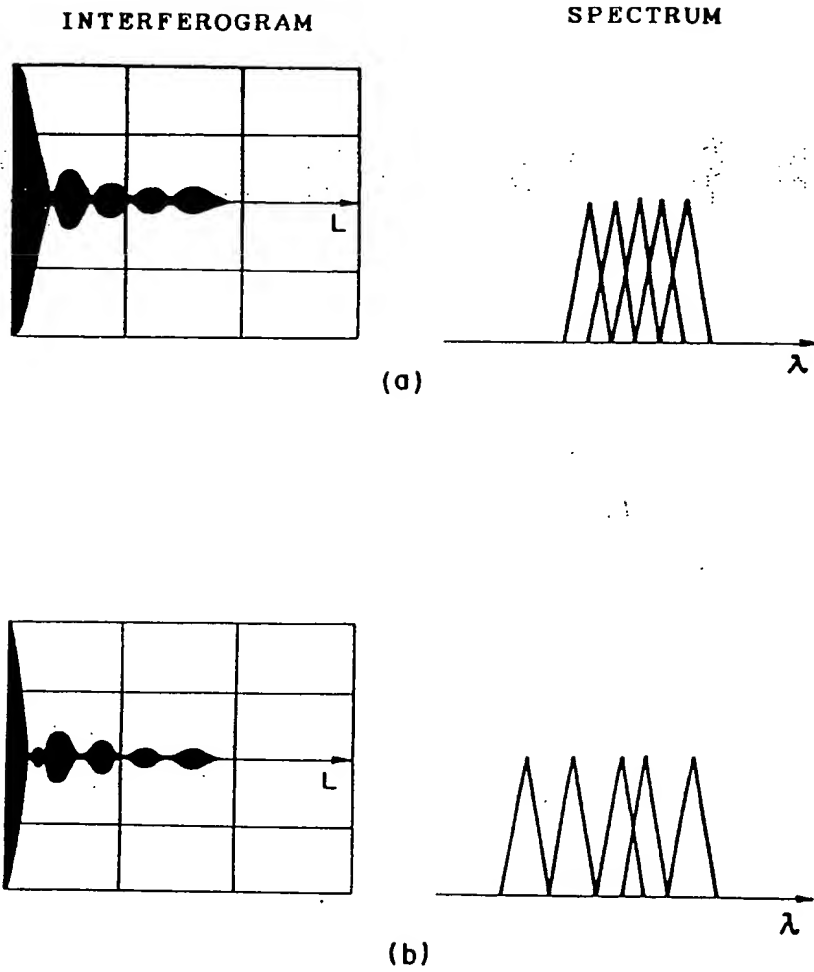 INTERFEROGRAM
SPECTRUM
L
λ
(a)
L
λ
(b)